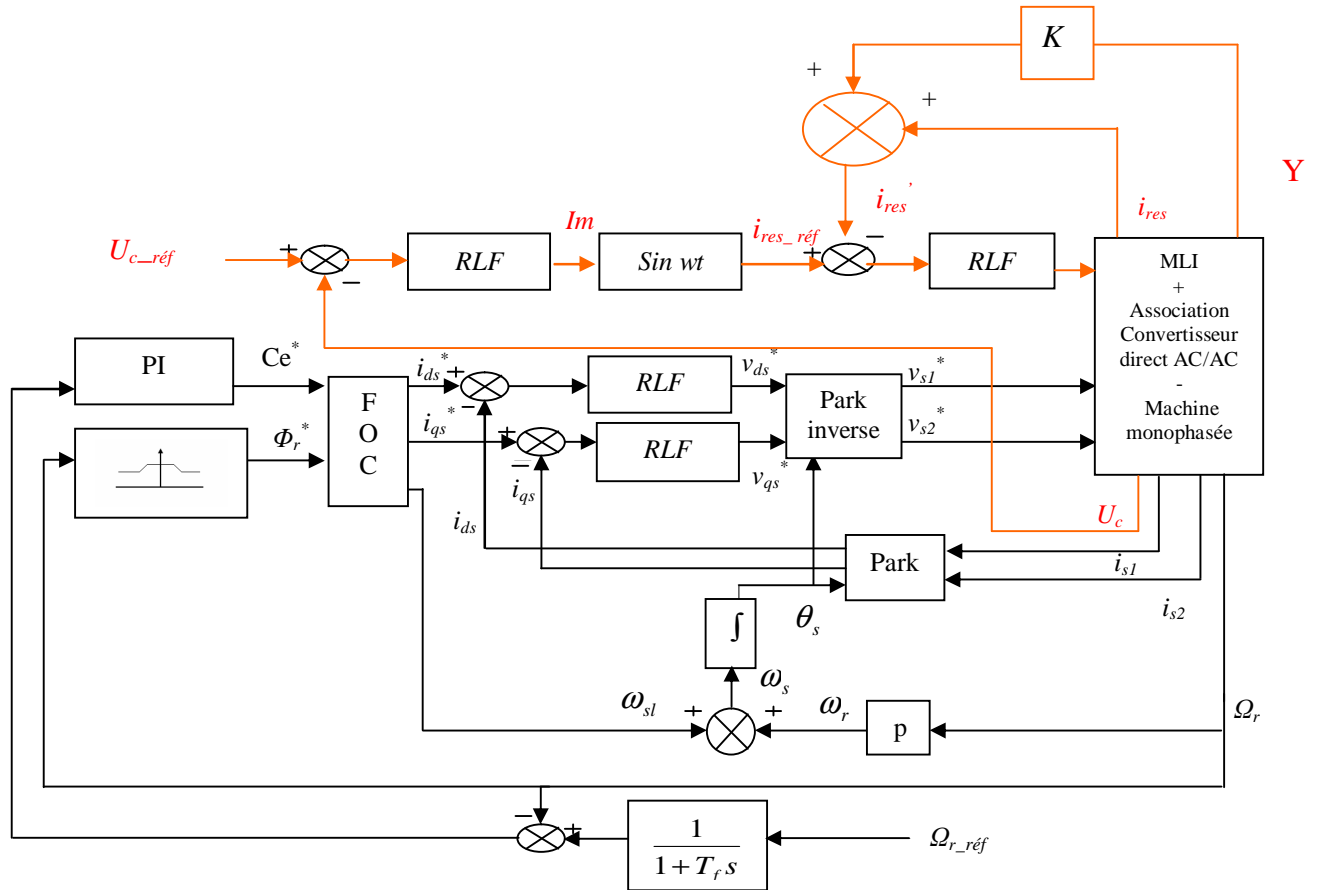 K
+
+
Y
i_res'
i_res
Im
i_res_réf
U_c_réf
+
−
RLF
Sin wt
+
−
RLF
MLI
+
Association
Convertisseur
direct AC/AC
-
Machine
monophasée
PI
Ce*
i_ds*
+
−
RLF
v_ds*
v_s1*
F
O
C
Park
inverse
Φ_r*
i_qs*
+
−
RLF
v_qs*
v_s2*
i_qs
i_ds
U_c
Park
i_s1
i_s2
∫
θ_s
ω_s
ω_sl
+
+
ω_r
p
Ω_r
−
+
1
1 + T_f s
Ω_r_réf